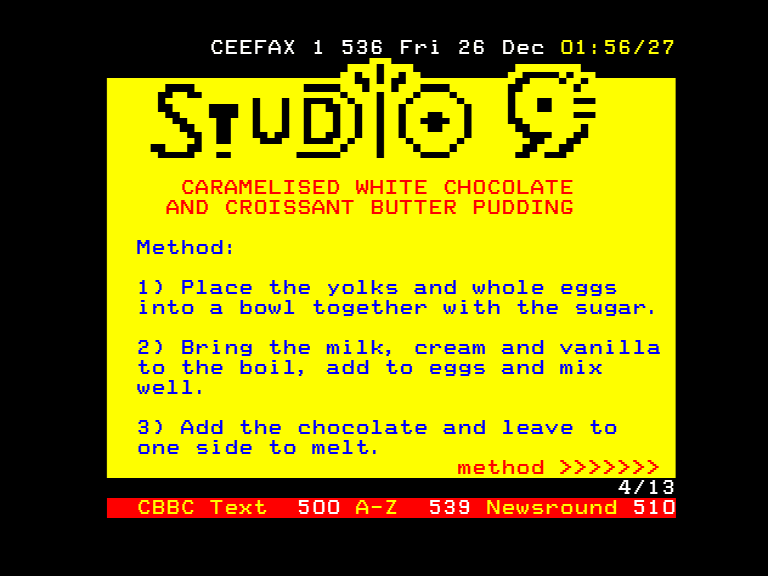 CEEFAX 1 536 Fri 26 Dec 01:56/27
STUDIO 9
CARAMELISED WHITE CHOCOLATE
AND CROISSANT BUTTER PUDDING
Method:
1) Place the yolks and whole eggs
into a bowl together with the sugar.
2) Bring the milk, cream and vanilla
to the boil, add to eggs and mix
well.
3) Add the chocolate and leave to
one side to melt.
method >>>>>>>
4/13
CBBC Text 500 A-Z 539 Newsround 510